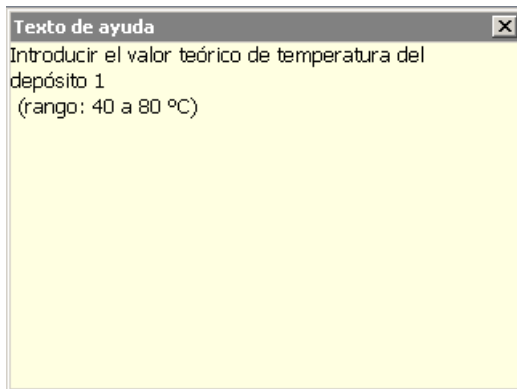 Texto de ayuda
Introducir el valor teórico de temperatura del
depósito 1
(rango: 40 a 80 ºC)